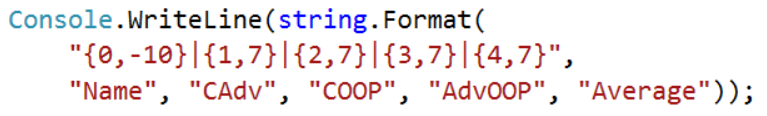 Console.WriteLine(string.Format(
"{0,-10}|{1,7}|{2,7}|{3,7}|{4,7}",
"Name", "CAdv", "COOP", "AdvOOP", "Average"));